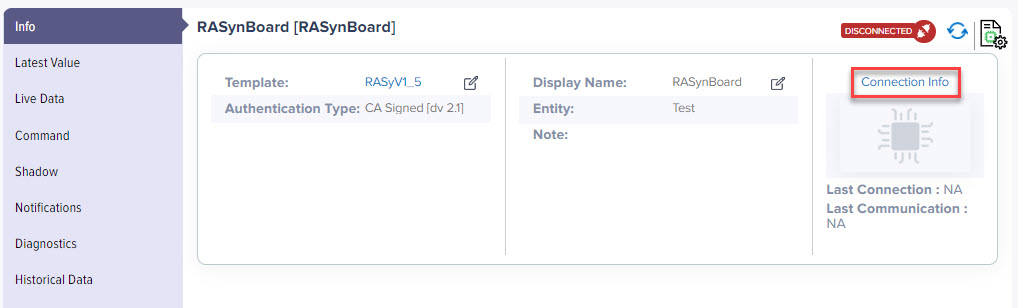 Info
Latest Value
Live Data
Command
Shadow
Notifications
Diagnostics
Historical Data
RASynBoard [RASynBoard]
DISCONNECTED
Template: RASyV1_5
Authentication Type: CA Signed [dv 2.1]
Display Name: RASynBoard
Entity: Test
Note:
Connection Info
Last Connection : NA
Last Communication :
NA